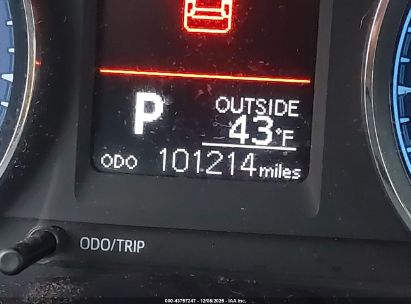 P
OUTSIDE
43°F
ODO 101214 miles
ODO/TRIP